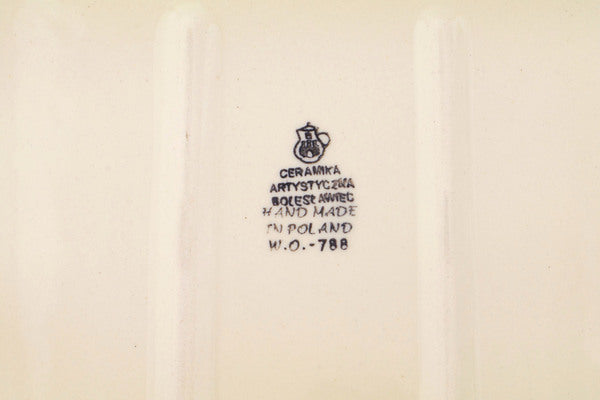 CERAMIKA
ARTYSTYCZNA
BOLESŁAWIEC
HAND MADE
IN POLAND
W.O.-788